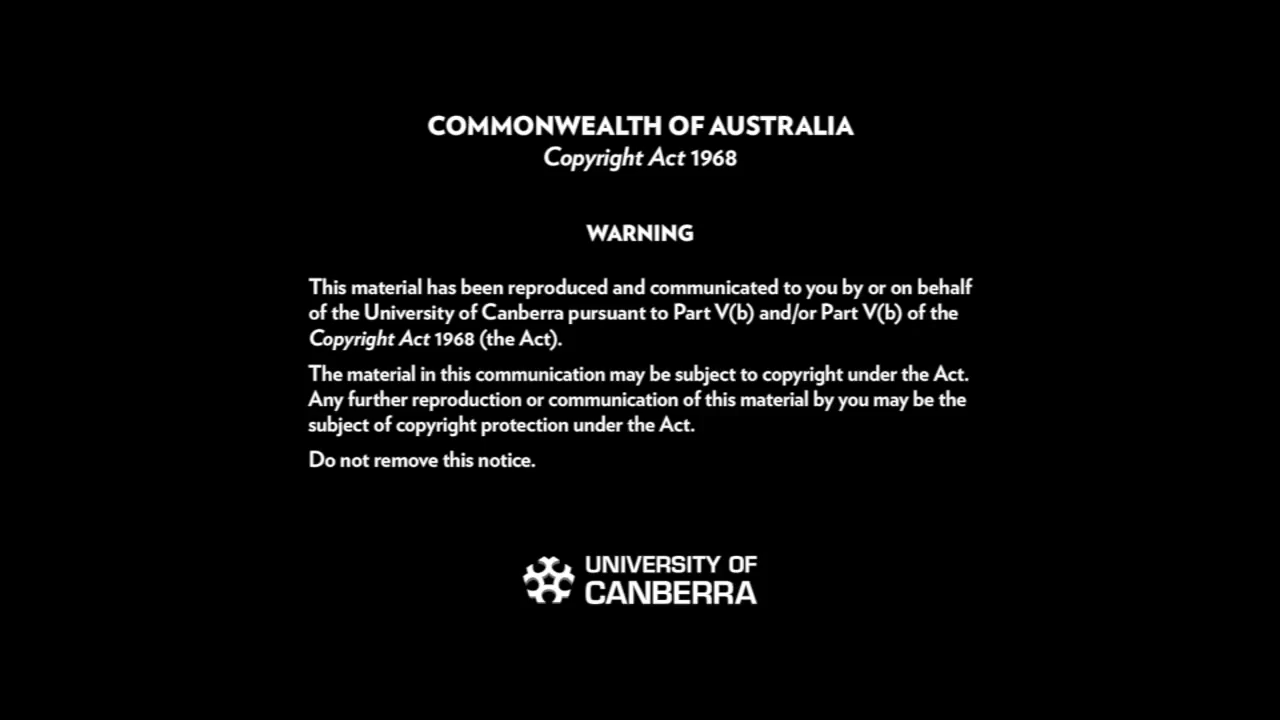 COMMONWEALTH OF AUSTRALIA
Copyright Act 1968
WARNING
This material has been reproduced and communicated to you by or on behalf
of the University of Canberra pursuant to Part V(b) and/or Part V(b) of the
Copyright Act 1968 (the Act).
The material in this communication may be subject to copyright under the Act.
Any further reproduction or communication of this material by you may be the
subject of copyright protection under the Act.
Do not remove this notice.
UNIVERSITY OF
CANBERRA